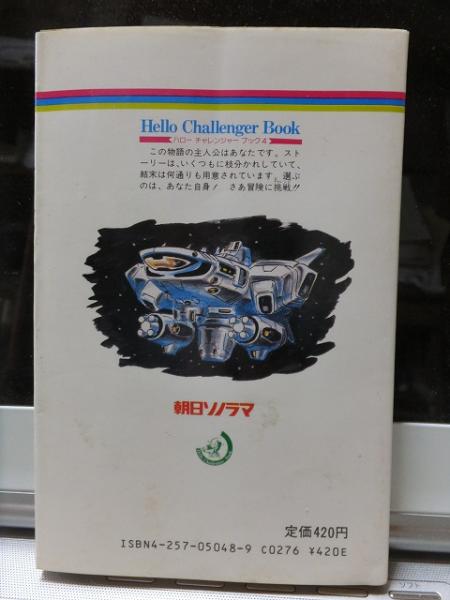 Hello Challenger Book
ハロー チャレンジャー ブック4
この物語の主人公はあなたです。スト
ーリーは、いくつもに枝分かれしていて、
結末は何通りも用意されています。選ぶ
のは、あなた自身！ さあ冒険に挑戦!!
朝日ソノラマ
定価420円
ISBN4-257-05048-9 C0276 ¥420E
ソフト